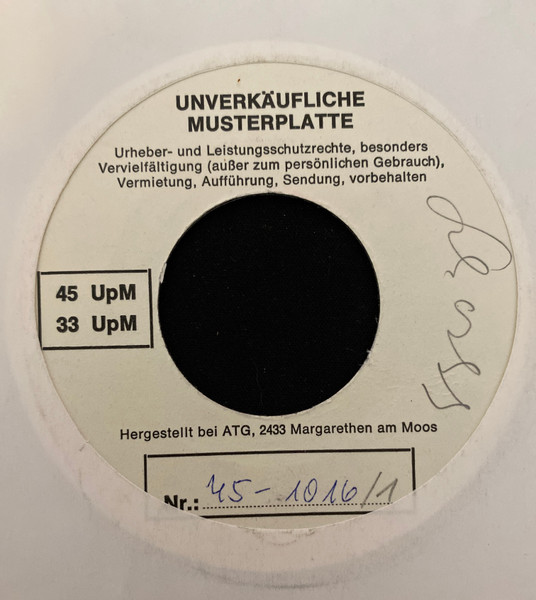 UNVERKÄUFLICHE
MUSTERPLATTE
Urheber- und Leistungsschutzrechte, besonders
Vervielfältigung (außer zum persönlichen Gebrauch),
Vermietung, Aufführung, Sendung, vorbehalten
45 UpM
33 UpM
Hergestellt bei ATG, 2433 Margarethen am Moos
Nr.: 45-1016/1